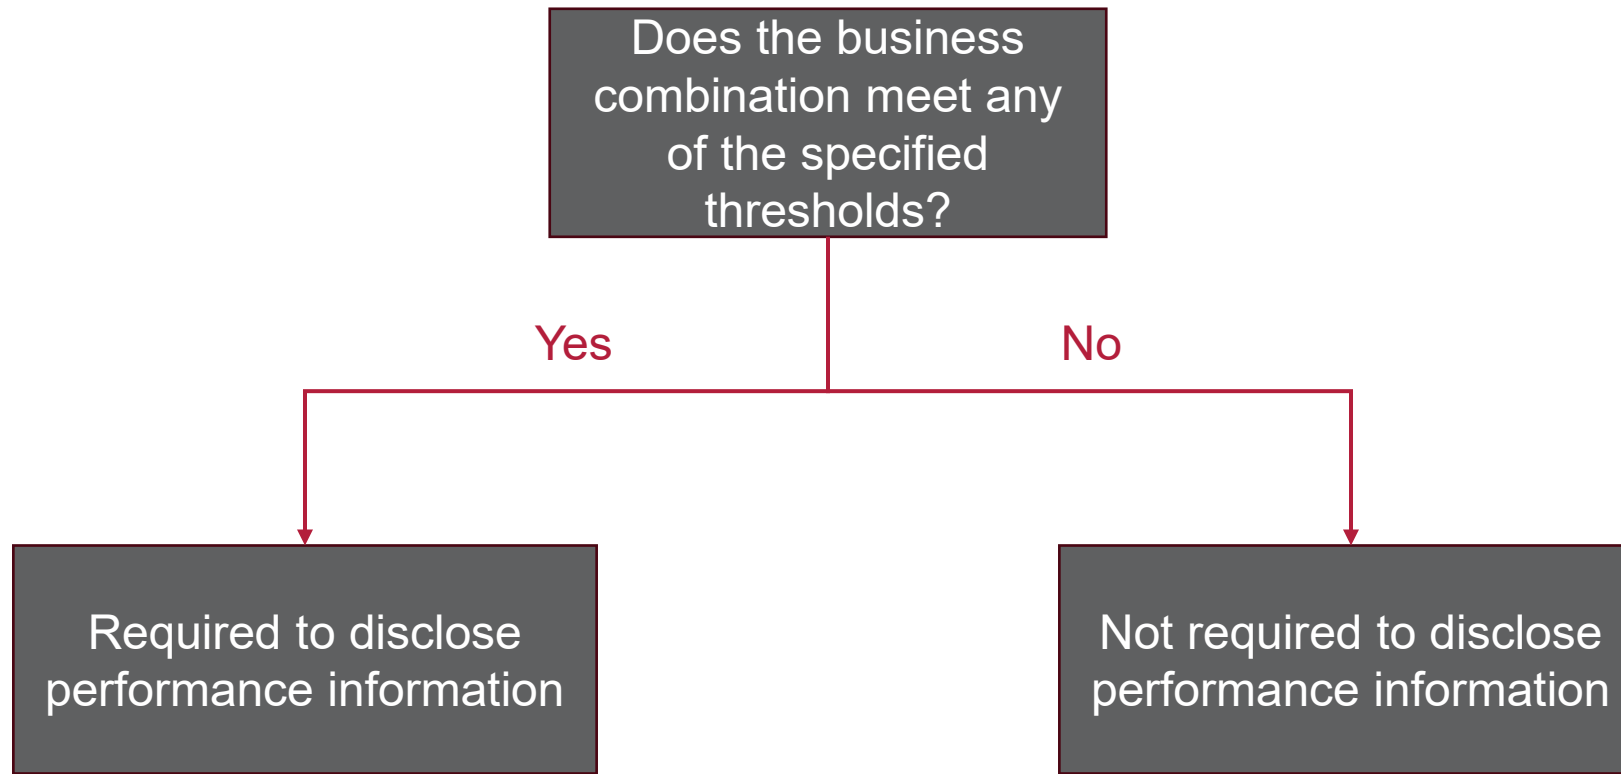 Does the business
combination meet any
of the specified
thresholds?
Yes
No
Required to disclose
performance information
Not required to disclose
performance information